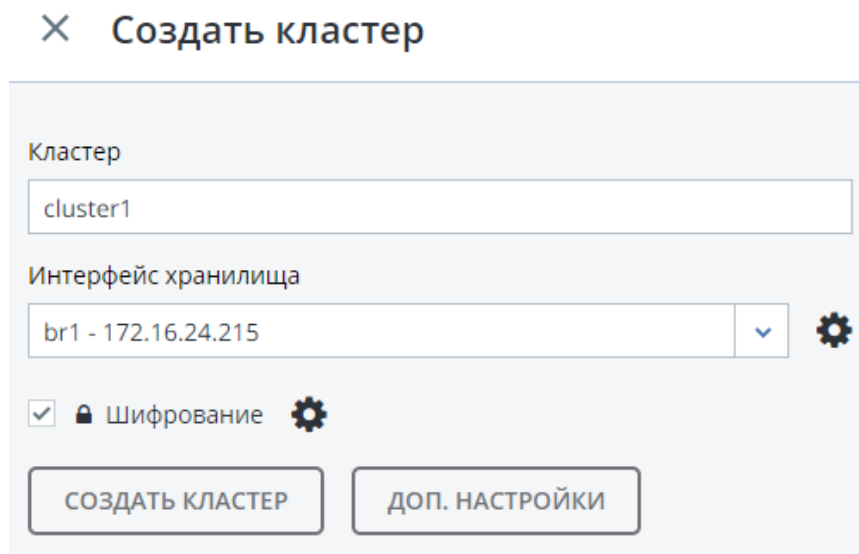 Создать кластер
Кластер
cluster1
Интерфейс хранилища
br1 - 172.16.24.215
Шифрование
СОЗДАТЬ КЛАСТЕР ДОП. НАСТРОЙКИ